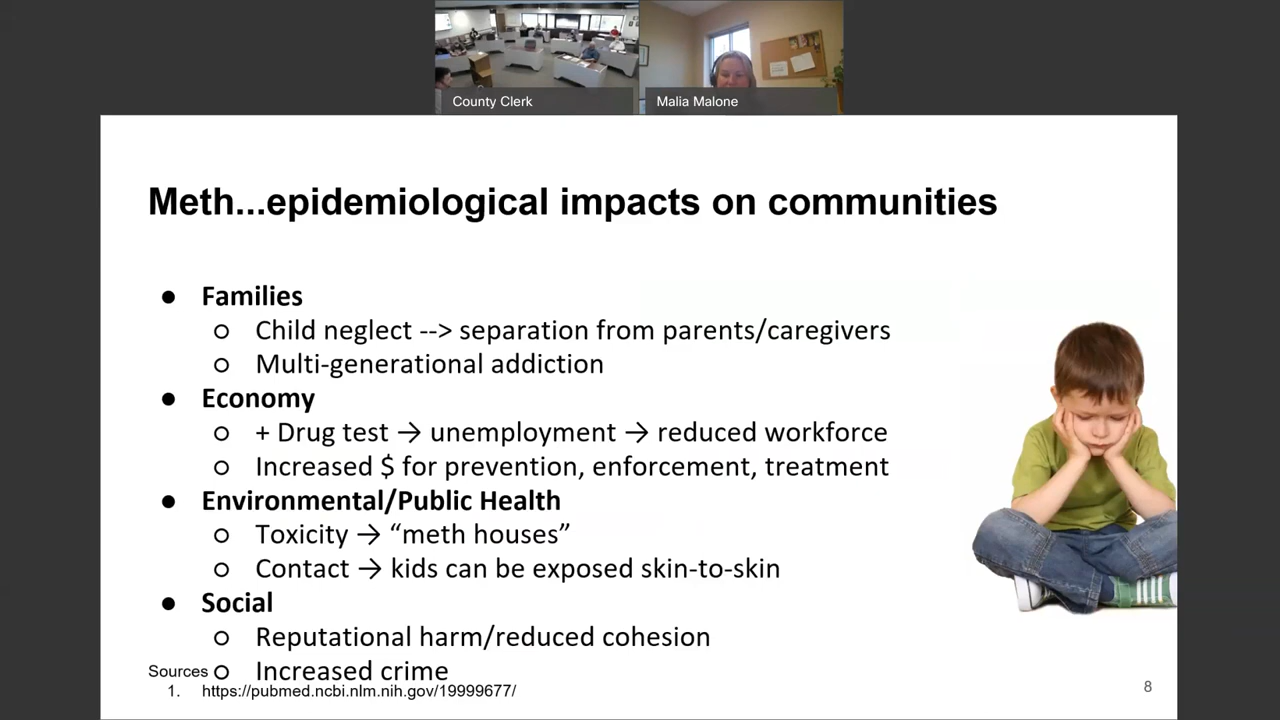 County Clerk
Malia Malone
Meth...epidemiological impacts on communities
● Families
○ Child neglect --> separation from parents/caregivers
○ Multi-generational addiction
● Economy
○ + Drug test → unemployment → reduced workforce
○ Increased $ for prevention, enforcement, treatment
● Environmental/Public Health
○ Toxicity → “meth houses”
○ Contact → kids can be exposed skin-to-skin
● Social
○ Reputational harm/reduced cohesion
○ Increased crime
Sources
1. https://pubmed.ncbi.nlm.nih.gov/19999677/
8